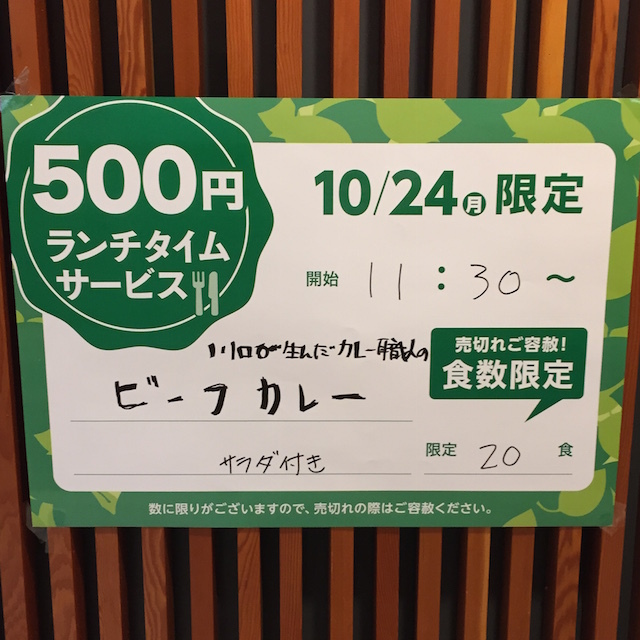 500円
ランチタイム
サービス
10/24月限定
開始 11:30〜
川口が生んだカレー職人の
ビーフカレー
サラダ付き
売切れご容赦!
食数限定
限定 20 食
数に限りがございますので、売切れの際はご容赦ください。